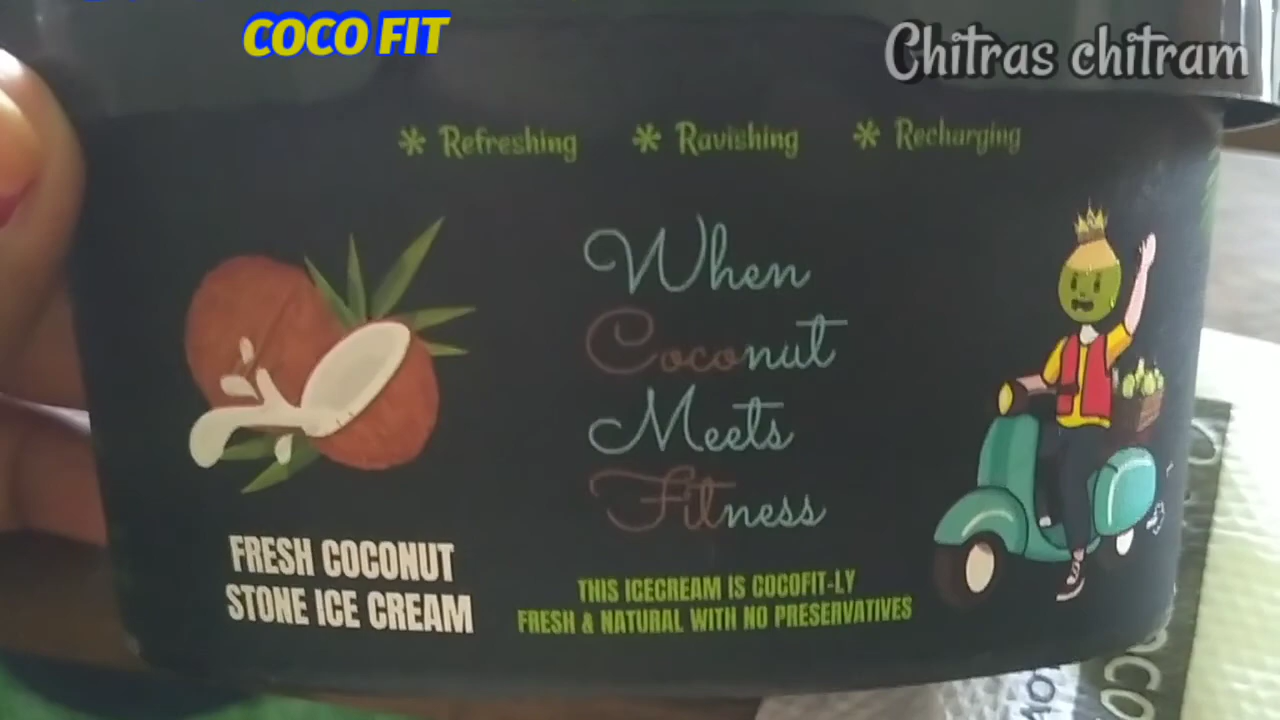 COCO FIT
Chitras chitram
* Refreshing * Ravishing * Recharging
When
Coconut
Meets
Fitness
FRESH COCONUT
STONE ICE CREAM
THIS ICECREAM IS COCOFIT-LY
FRESH & NATURAL WITH NO PRESERVATIVES